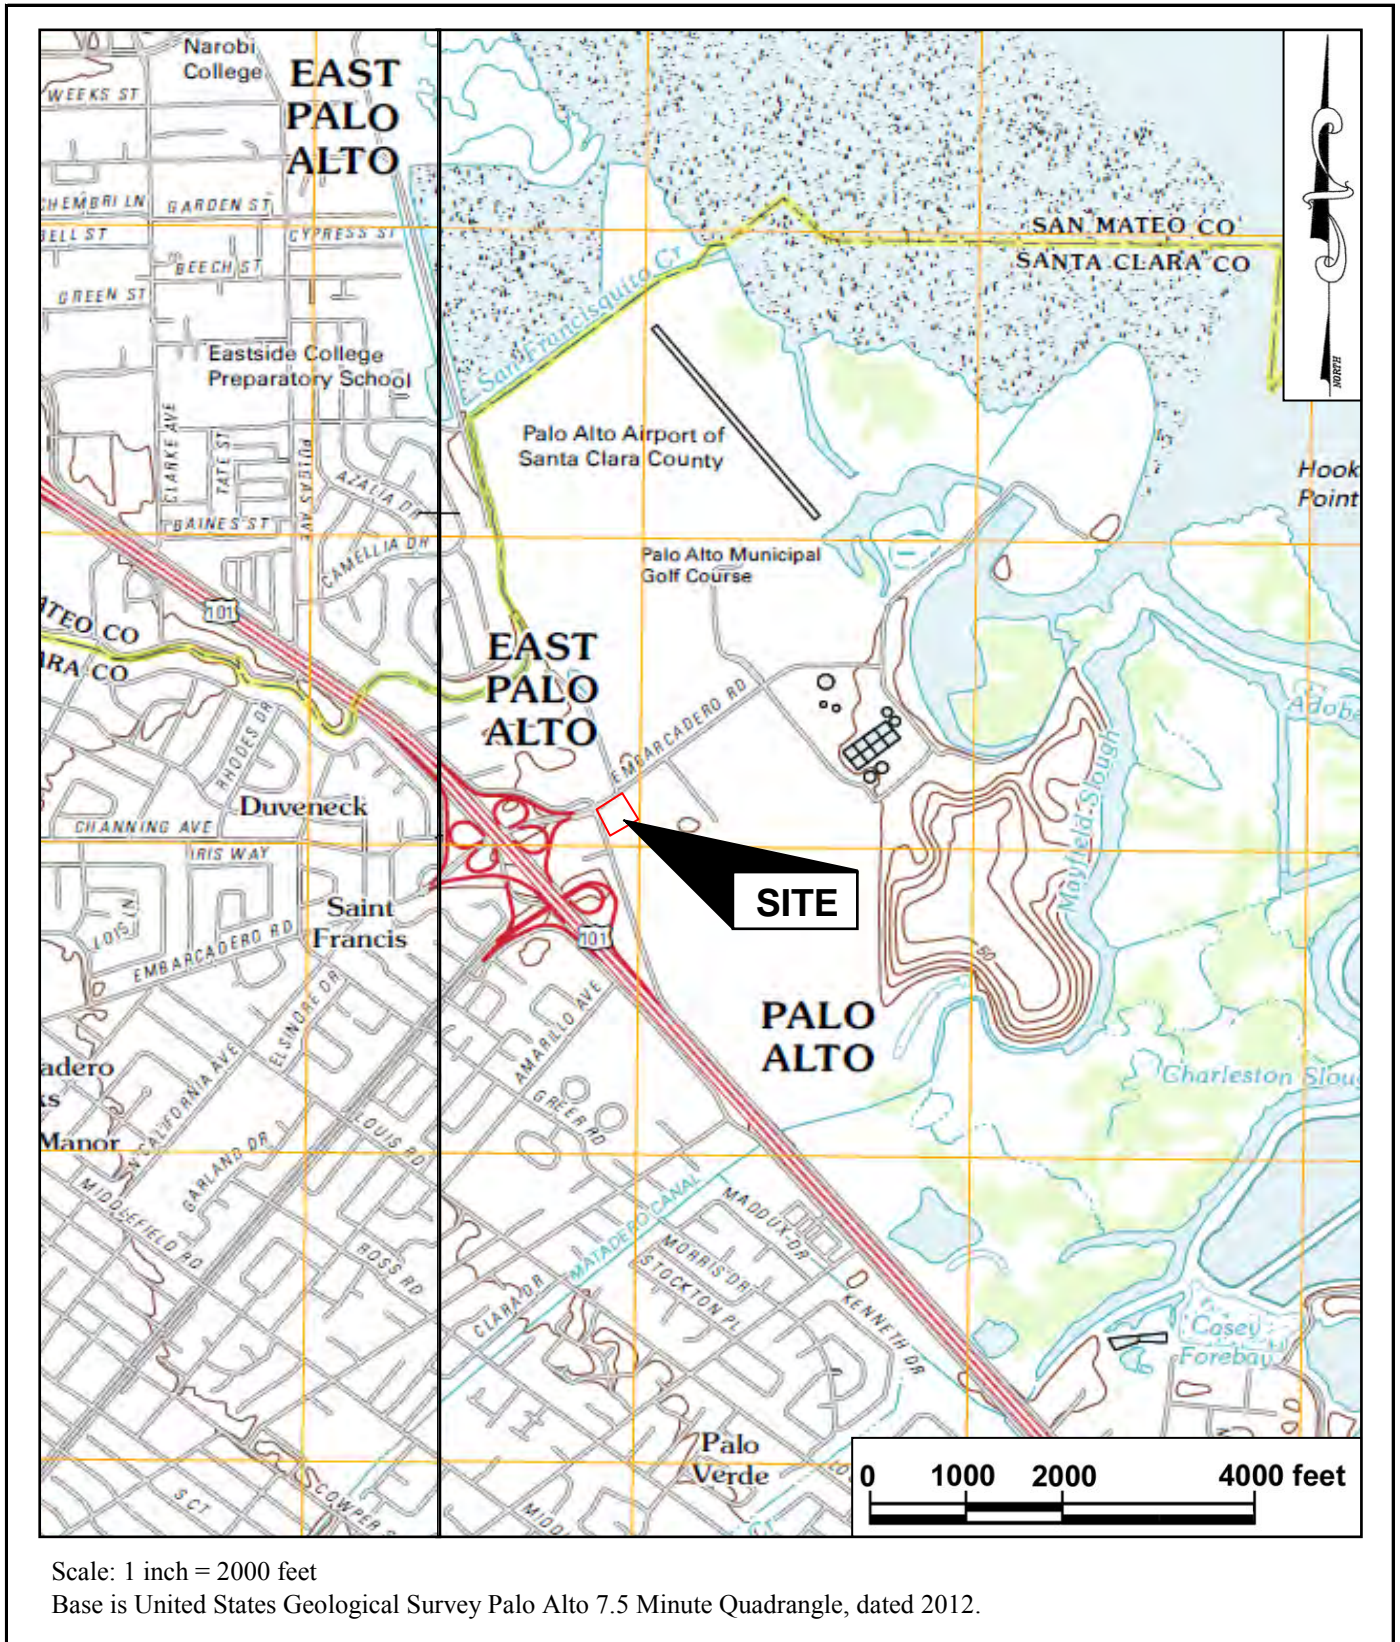 Narobi
College
EAST
PALO
ALTO
WEEKS ST
GARDEN ST
BELL ST
CYPRESS ST
BEECH ST
GREEN ST
SAN MATEO CO
SANTA CLARA CO
NORTH
San Francisquito Cr
Eastside College
Preparatory School
CLARKE AVE
TATE ST
PULGAS AVE
AZALIA DR
BAINES ST
CAMELLIA DR
Palo Alto Airport of
Santa Clara County
Hook
Point
Palo Alto Municipal
Golf Course
101
ATEO CO
ARA CO
EAST
PALO
ALTO
EMBARCADERO RD
RHODES DR
Duveneck
CHANNING AVE
IRIS WAY
Adobe
Mayfield Slough
SITE
Saint
Francis
LOIS LN
EMBARCADERO RD
101
50
ELSINORE DR
AMARILLO AVE
PALO
ALTO
adero
ks
Manor
N CALIFORNIA AVE
GREER RD
LOUIS RD
GARLAND DR
Charleston Slou
MIDDLEFIELD RD
ROSS RD
MATADERO CANAL
MADDUX DR
MORRIS DR
STOCKTON PL
CLARA DR
KENNETH DR
Casey
Forebay
Palo
Verde
S CT
COWPER S
MIDDL
Cr
0 1000 2000 4000 feet
Scale: 1 inch = 2000 feet
Base is United States Geological Survey Palo Alto 7.5 Minute Quadrangle, dated 2012.